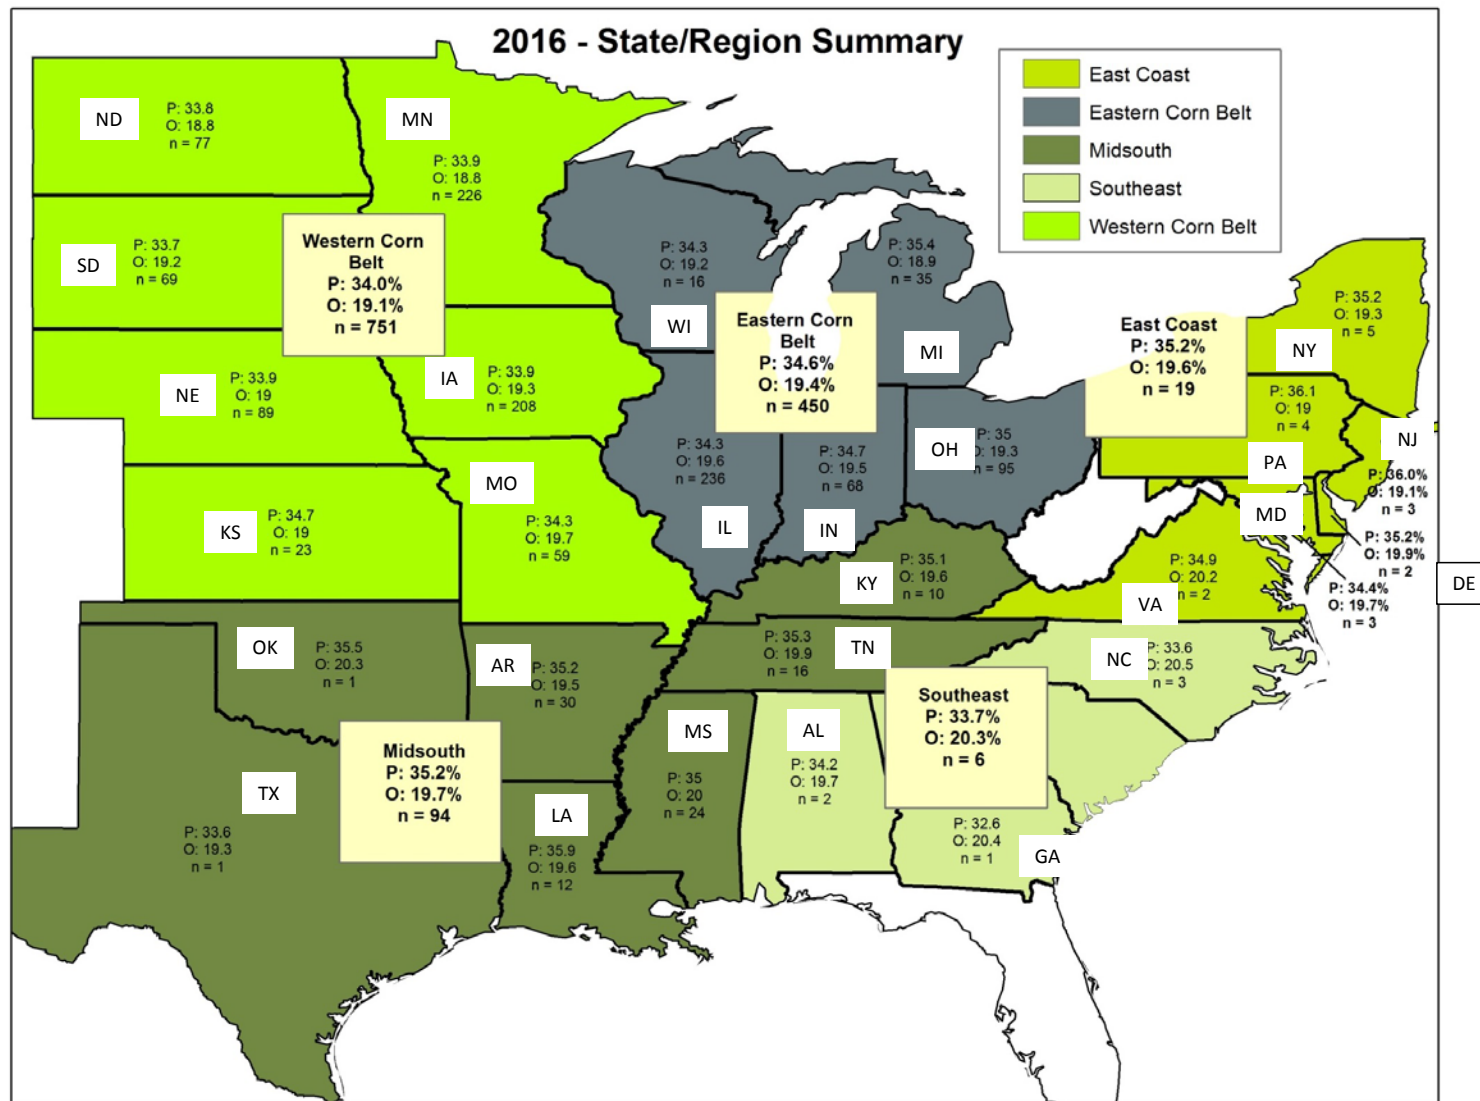 2016 - State/Region Summary
East Coast
Eastern Corn Belt
Midsouth
Southeast
Western Corn Belt
ND
P: 33.8
O: 18.8
n = 77
MN
P: 33.9
O: 18.8
n = 226
SD
P: 33.7
O: 19.2
n = 69
Western Corn
Belt
P: 34.0%
O: 19.1%
n = 751
P: 34.3
O: 19.2
n = 16
WI
P: 35.4
O: 18.9
n = 35
MI
Eastern Corn
Belt
P: 34.6%
O: 19.4%
n = 450
East Coast
P: 35.2%
O: 19.6%
n = 19
P: 35.2
O: 19.3
n = 5
NY
NE
P: 33.9
O: 19
n = 89
IA
P: 33.9
O: 19.3
n = 208
P: 36.1
O: 19
n = 4
PA
NJ
P: 36.0%
O: 19.1%
n = 3
MO
P: 34.3
O: 19.7
n = 59
P: 34.3
O: 19.6
n = 236
IL
P: 34.7
O: 19.5
n = 68
IN
OH
P: 35
O: 19.3
n = 95
MD
P: 35.2%
O: 19.9%
n = 2
DE
P: 34.4%
O: 19.7%
n = 3
KS
P: 34.7
O: 19
n = 23
KY
P: 35.1
O: 19.6
n = 10
P: 34.9
O: 20.2
n = 2
VA
OK
P: 35.5
O: 20.3
n = 1
AR
P: 35.2
O: 19.5
n = 30
P: 35.3
O: 19.9
n = 16
TN
NC
P: 33.6
O: 20.5
n = 3
Southeast
P: 33.7%
O: 20.3%
n = 6
Midsouth
P: 35.2%
O: 19.7%
n = 94
MS
P: 35
O: 20
n = 24
AL
P: 34.2
O: 19.7
n = 2
TX
P: 33.6
O: 19.3
n = 1
LA
P: 35.9
O: 19.6
n = 12
P: 32.6
O: 20.4
n = 1
GA